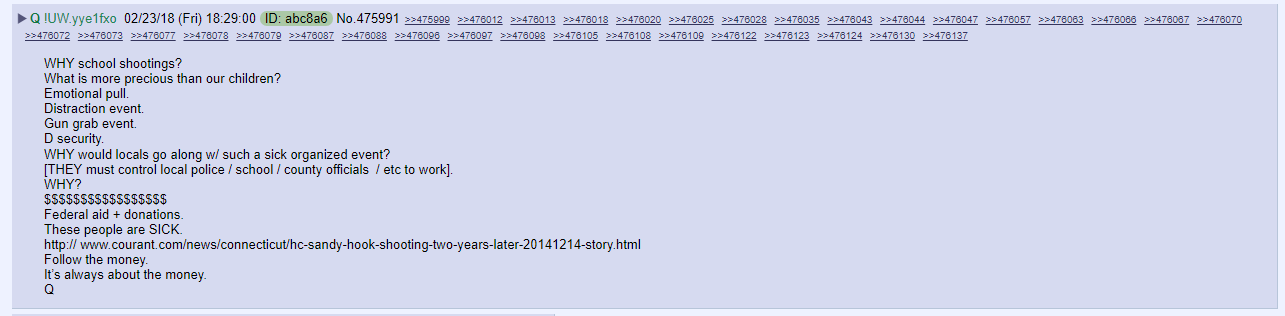 ▶ Q !UW.yye1fxo 02/23/18 (Fri) 18:29:00 ID: abc8a6 No.475991 >>475999 >>476012 >>476013 >>476018 >>476020 >>476025 >>476028 >>476035 >>476043 >>476044 >>476047 >>476057 >>476063 >>476066 >>476067 >>476070
>>476072 >>476073 >>476077 >>476078 >>476079 >>476087 >>476088 >>476096 >>476097 >>476098 >>476105 >>476108 >>476109 >>476122 >>476123 >>476124 >>476130 >>476137
WHY school shootings?
What is more precious than our children?
Emotional pull.
Distraction event.
Gun grab event.
D security.
WHY would locals go along w/ such a sick organized event?
[THEY must control local police / school / county officials  / etc to work].
WHY?
$$$$$$$$$$$$$$$$$
Federal aid + donations.
These people are SICK.
http:// www.courant.com/news/connecticut/hc-sandy-hook-shooting-two-years-later-20141214-story.html
Follow the money.
It's always about the money.
Q